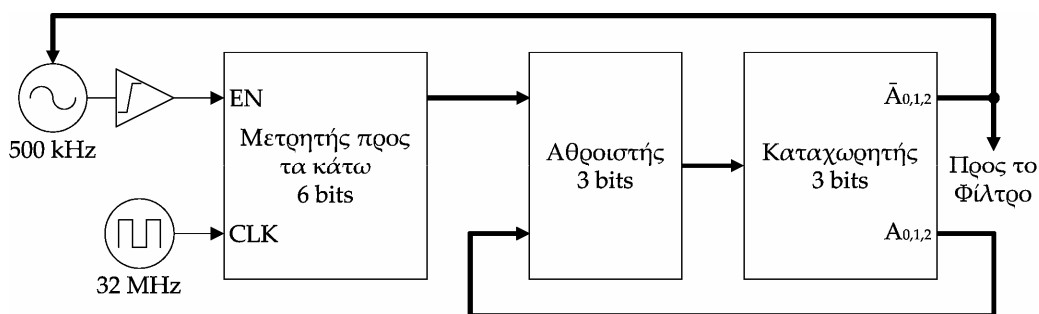 500 kHz
32 MHz
EN
CLK
Μετρητής προς
τα κάτω
6 bits
Αθροιστής
3 bits
Καταχωρητής
3 bits
Ā0,1,2
A0,1,2
Προς το
Φίλτρο